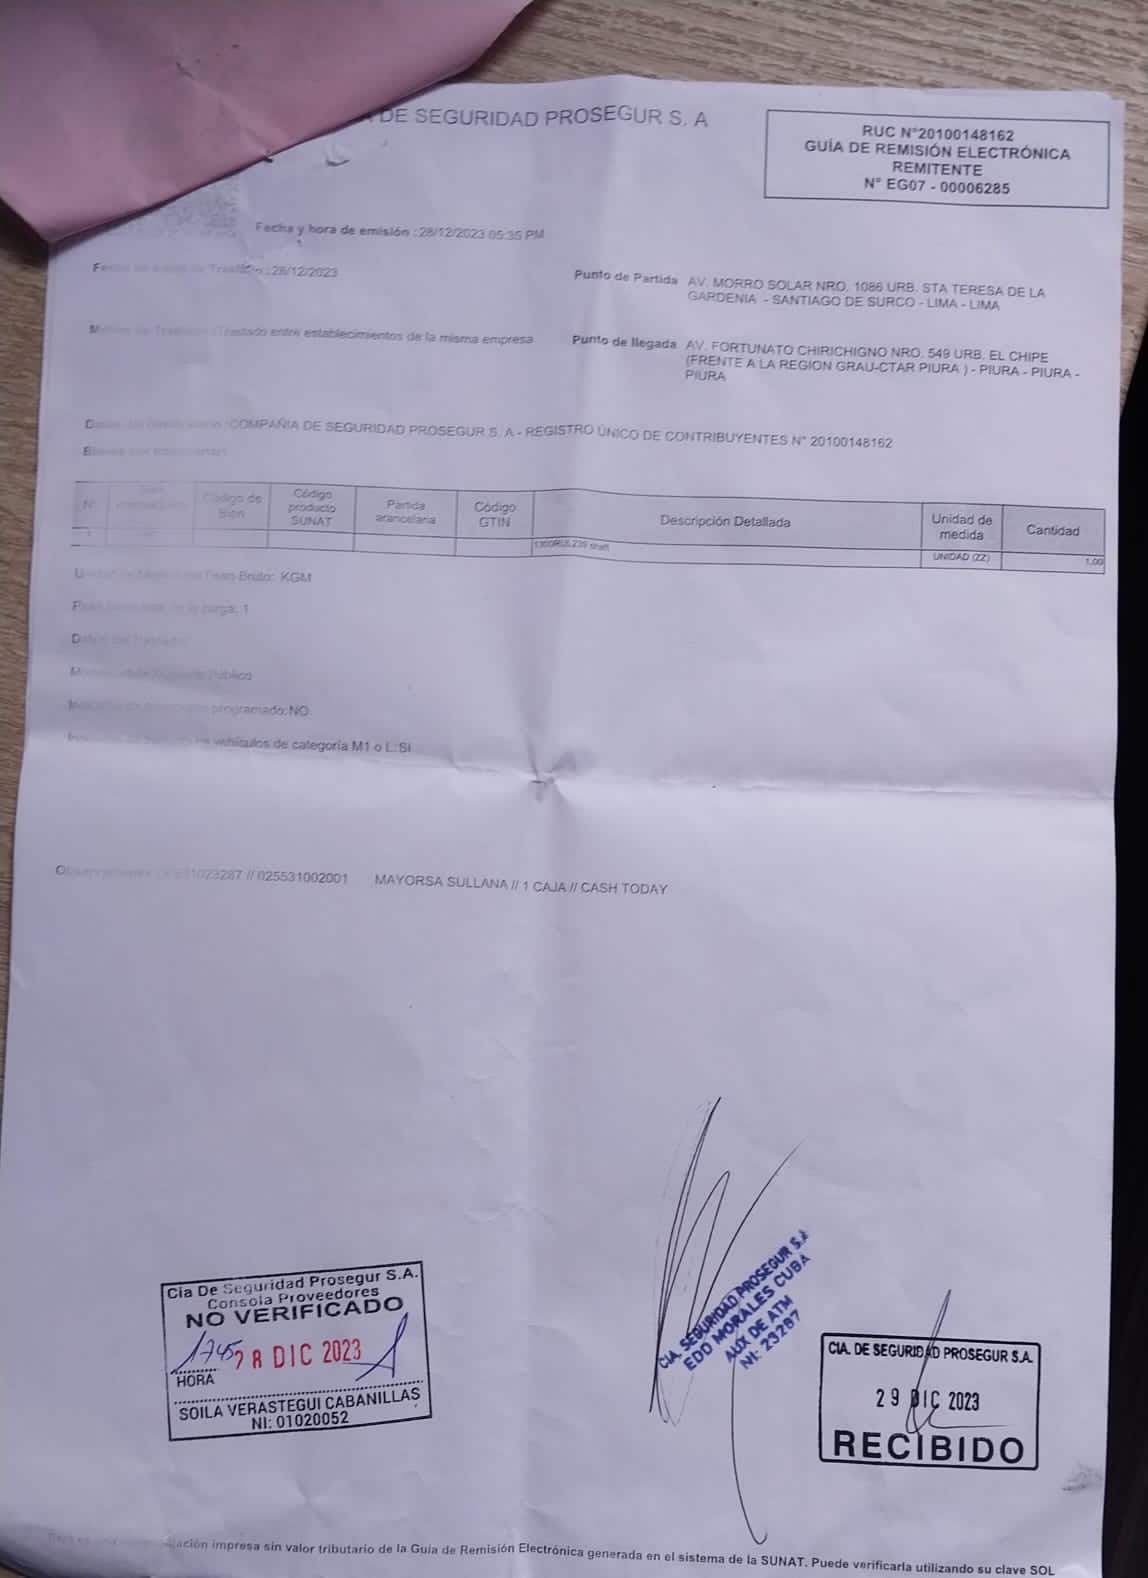 DE SEGURIDAD PROSEGUR S. A
RUC N°20100148162
GUÍA DE REMISIÓN ELECTRÓNICA
REMITENTE
N° EG07 - 00006285
Fecha y hora de emisión : 28/12/2023 05:35 PM
Traslado : 28/12/2023
Punto de Partida AV. MORRO SOLAR NRO. 1086 URB. STA TERESA DE LA
GARDENIA - SANTIAGO DE SURCO - LIMA - LIMA
Traslado entre establecimientos de la misma empresa
Punto de llegada AV. FORTUNATO CHIRICHIGNO NRO. 549 URB. EL CHIPE
(FRENTE A LA REGION GRAU-CTAR PIURA ) - PIURA - PIURA -
PIURA
COMPAÑIA DE SEGURIDAD PROSEGUR S. A - REGISTRO ÚNICO DE CONTRIBUYENTES N° 20100148162
N° Código de Bien Código producto SUNAT Partida arancelaria Código GTIN Descripción Detallada Unidad de medida Cantidad
1 UNIDAD (ZZ) 1.00
Peso Bruto: KGM
carga: 1
Público
programado: NO
vehículos de categoría M1 o L: SI
// 025531002001 MAYORSA SULLANA // 1 CAJA // CASH TODAY
Cia De Seguridad Prosegur S.A.
Consola Proveedores
NO VERIFICADO
1745 28 DIC 2023
HORA
SOILA VERASTEGUI CABANILLAS
NI: 01020052
CIA. SEGURIDAD PROSEGUR S.A
EDO MORALES CUBA
AUX DE ATM
NI: 23287
CIA. DE SEGURIDAD PROSEGUR S.A.
29 DIC 2023
RECIBIDO
impresa sin valor tributario de la Guía de Remisión Electrónica generada en el sistema de la SUNAT. Puede verificarla utilizando su clave SOL